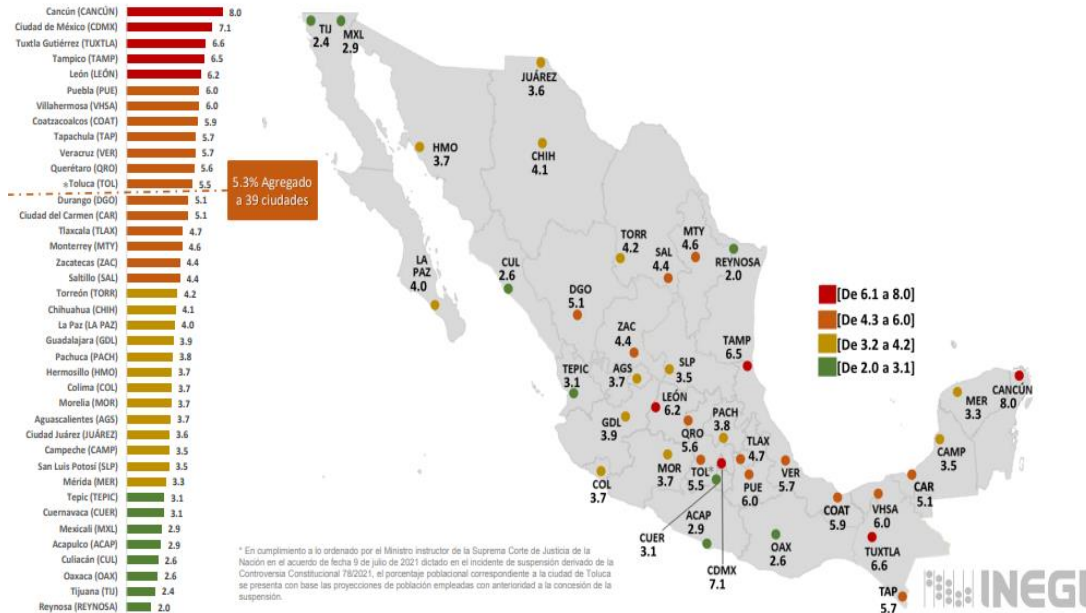 Cancún (CANCÚN) 8.0
Ciudad de México (CDMX) 7.1
Tuxtla Gutiérrez (TUXTLA) 6.6
Tampico (TAMP) 6.5
León (LEÓN) 6.2
Puebla (PUE) 6.0
Villahermosa (VHSA) 6.0
Coatzacoalcos (COAT) 5.9
Tapachula (TAP) 5.7
Veracruz (VER) 5.7
Querétaro (QRO) 5.6
*Toluca (TOL) 5.5
Durango (DGO) 5.1
Ciudad del Carmen (CAR) 5.1
Tlaxcala (TLAX) 4.7
Monterrey (MTY) 4.6
Zacatecas (ZAC) 4.4
Saltillo (SAL) 4.4
Torreón (TORR) 4.2
Chihuahua (CHIH) 4.1
La Paz (LA PAZ) 4.0
Guadalajara (GDL) 3.9
Pachuca (PACH) 3.8
Hermosillo (HMO) 3.7
Colima (COL) 3.7
Morelia (MOR) 3.7
Aguascalientes (AGS) 3.7
Ciudad Juárez (JUÁREZ) 3.6
Campeche (CAMP) 3.5
San Luis Potosí (SLP) 3.5
Mérida (MER) 3.3
Tepic (TEPIC) 3.1
Cuernavaca (CUER) 3.1
Mexicali (MXL) 2.9
Acapulco (ACAP) 2.9
Culiacán (CUL) 2.6
Oaxaca (OAX) 2.6
Tijuana (TIJ) 2.4
Reynosa (REYNOSA) 2.0
5.3% Agregado
a 39 ciudades
TIJ
2.4
MXL
2.9
JUÁREZ
3.6
HMO
3.7
CHIH
4.1
LA
PAZ
4.0
CUL
2.6
TORR
4.2
SAL
4.4
MTY
4.6
REYNOSA
2.0
DGO
5.1
ZAC
4.4
TAMP
6.5
TEPIC
3.1
AGS
3.7
SLP
3.5
LEÓN
6.2
GDL
3.9
QRO
5.6
PACH
3.8
TLAX
4.7
COL
3.7
MOR
3.7
TOL*
5.5
PUE
6.0
VER
5.7
ACAP
2.9
CUER
3.1
CDMX
7.1
OAX
2.6
COAT
5.9
VHSA
6.0
TUXTLA
6.6
TAP
5.7
CAR
5.1
CAMP
3.5
MER
3.3
CANCÚN
8.0
[De 6.1 a 8.0]
[De 4.3 a 6.0]
[De 3.2 a 4.2]
[De 2.0 a 3.1]
* En cumplimiento a lo ordenado por el Ministro instructor de la Suprema Corte de Justicia de la
Nación en el acuerdo de fecha 9 de julio de 2021 dictado en el incidente de suspensión derivado de la
Controversia Constitucional 78/2021, el porcentaje poblacional correspondiente a la ciudad de Toluca
se presenta con base las projecciones de población empleadas con anterioridad a la concesión de la
suspensión.
INEGI